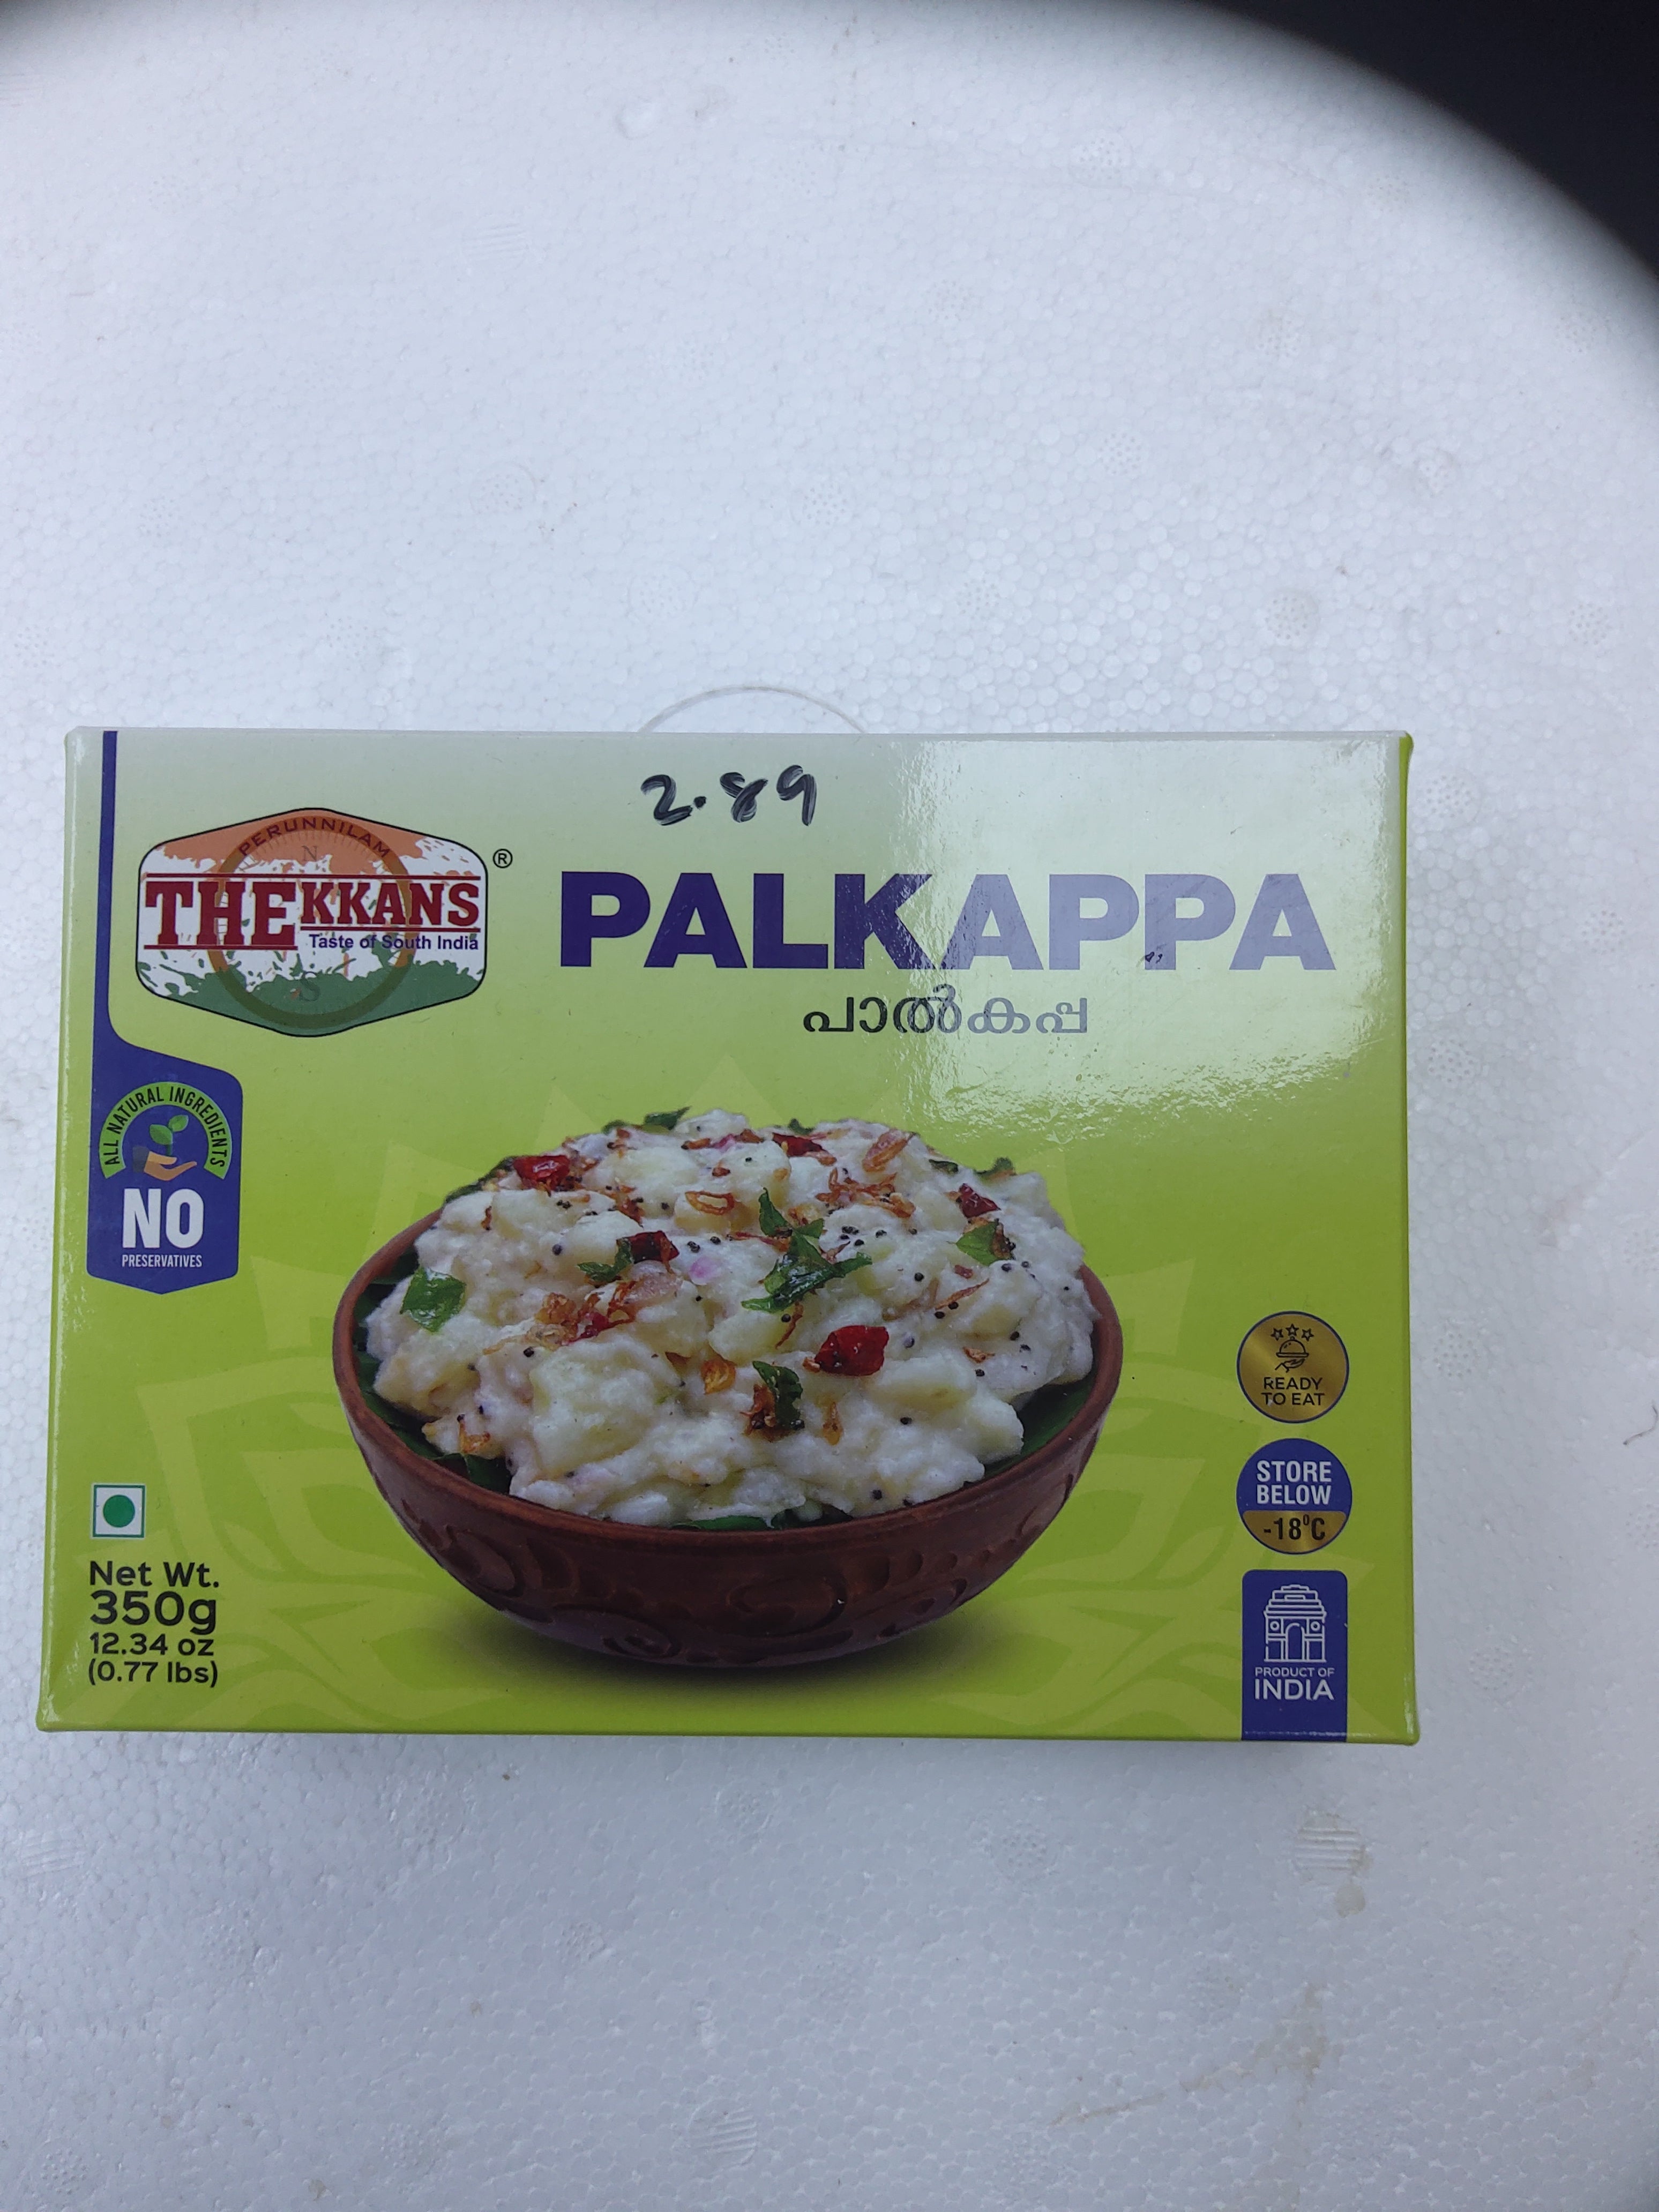 2.89
PERUNNILAM
N
THEKKANS ®
Taste of South India
S
PALKAPPA
പാൽകപ്പ
ALL NATURAL INGREDIENTS
NO
PRESERVATIVES
READY
TO EAT
STORE
BELOW
-18°C
Net Wt.
350g
12.34 oz
(0.77 lbs)
PRODUCT OF
INDIA